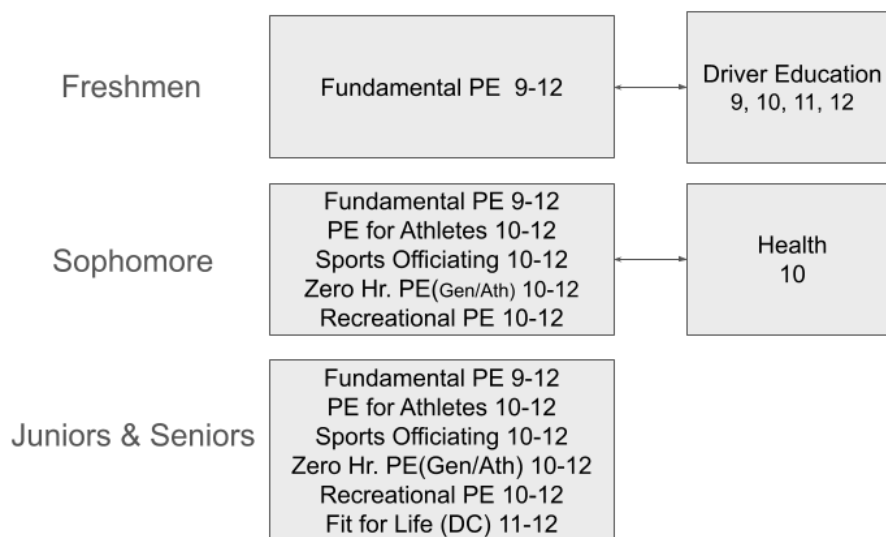 Freshmen
Fundamental PE 9-12
Driver Education
9, 10, 11, 12
Sophomore
Fundamental PE 9-12
PE for Athletes 10-12
Sports Officiating 10-12
Zero Hr. PE(Gen/Ath) 10-12
Recreational PE 10-12
Health
10
Juniors & Seniors
Fundamental PE 9-12
PE for Athletes 10-12
Sports Officiating 10-12
Zero Hr. PE(Gen/Ath) 10-12
Recreational PE 10-12
Fit for Life (DC) 11-12